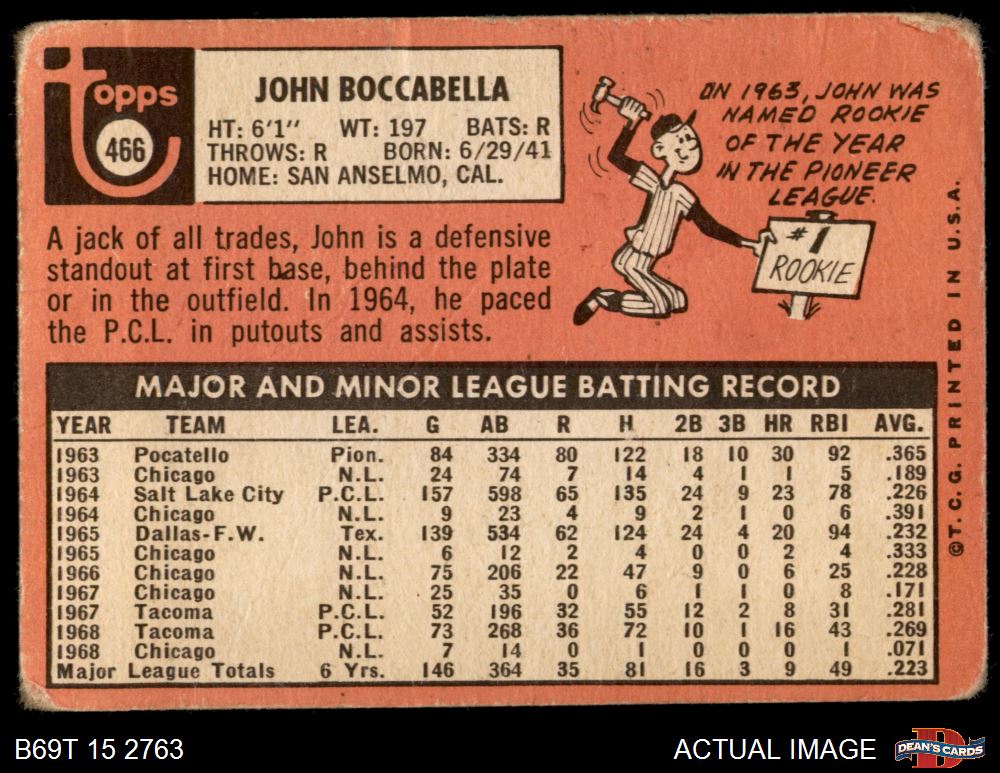 topps
466
JOHN BOCCABELLA
HT: 6'1" WT: 197 BATS: R
THROWS: R BORN: 6/29/41
HOME: SAN ANSELMO, CAL.
ON 1963, JOHN WAS
NAMED ROOKIE
OF THE YEAR
IN THE PIONEER
LEAGUE.
#1
ROOKIE
A jack of all trades, John is a defensive
standout at first base, behind the plate
or in the outfield. In 1964, he paced
the P.C.L. in putouts and assists.
MAJOR AND MINOR LEAGUE BATTING RECORD
YEAR TEAM LEA. G AB R H 2B 3B HR RBI AVG.
1963 Pocatello Pion. 84 334 80 122 18 10 30 92 .365
1963 Chicago N.L. 24 74 7 14 4 1 1 5 .189
1964 Salt Lake City P.C.L. 157 598 65 135 24 9 23 78 .226
1964 Chicago N.L. 9 23 4 9 2 1 0 6 .391
1965 Dallas-F.W. Tex. 139 534 62 124 24 4 20 94 .232
1965 Chicago N.L. 6 12 2 4 0 0 2 4 .333
1966 Chicago N.L. 75 206 22 47 9 0 6 25 .228
1967 Chicago N.L. 25 35 0 6 1 1 0 8 .171
1967 Tacoma P.C.L. 52 196 32 55 12 2 8 31 .281
1968 Tacoma P.C.L. 73 268 36 72 10 1 16 43 .269
1968 Chicago N.L. 7 14 0 1 0 0 0 1 .071
Major League Totals 6 Yrs. 146 364 35 81 16 3 9 49 .223
©T.C.G. PRINTED IN U.S.A.
B69T 15 2763
ACTUAL IMAGE
D
DEAN'S CARDS